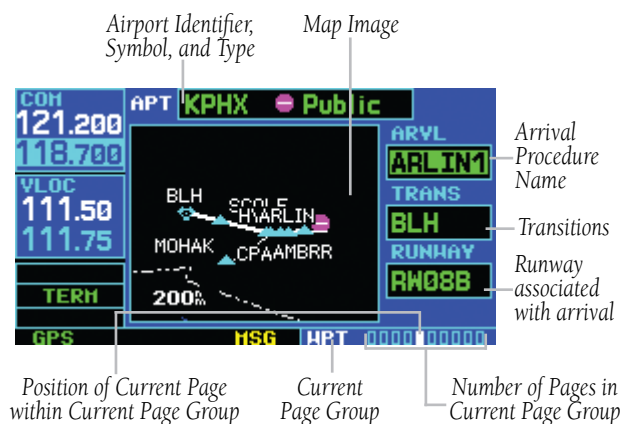 Airport Identifier,
Symbol, and Type
Map Image
COM
121.200
118.700
VLOC
111.50
111.75
TERM
GPS
APT KPHX Public
BLH
ARLIN
MOHAK
AMBRR
200
MSG
WPT
ARVL
ARLIN1
TRANS
BLH
RUNWAY
RW08B
Arrival
Procedure
Name
Transitions
Runway
associated
with arrival
Position of Current Page
within Current Page Group
Current
Page Group
Number of Pages in
Current Page Group